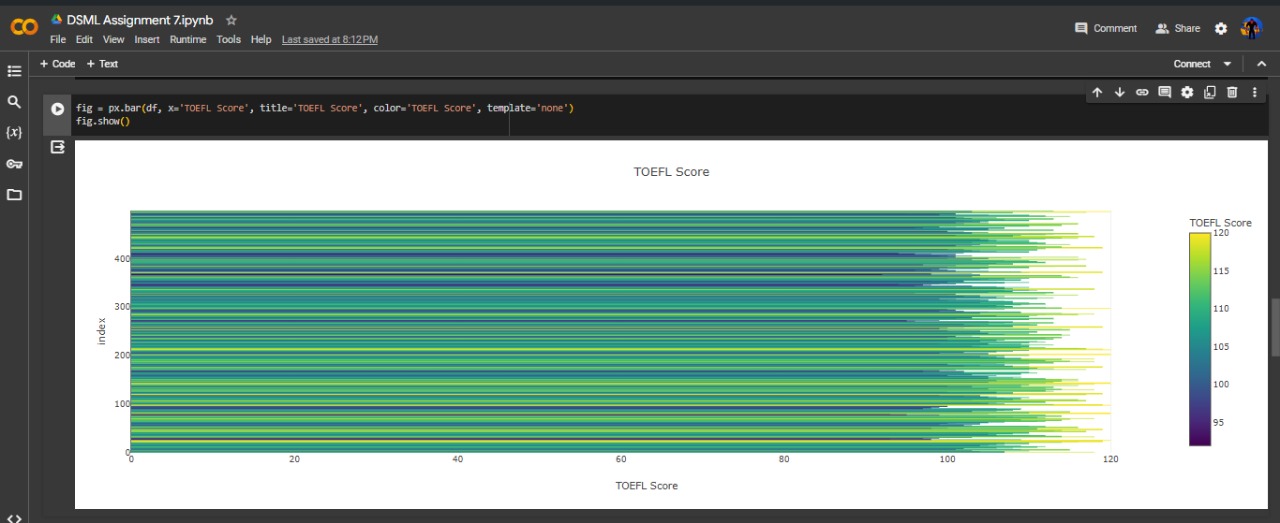 DSML Assignment 7.ipynb
File Edit View Insert Runtime Tools Help Last saved at 8:12 PM
Comment Share
+ Code + Text
Connect
{x}
fig = px.bar(df, x='TOEFL Score', title='TOEFL Score', color='TOEFL Score', template='none')
fig.show()
TOEFL Score
index
400
300
200
100
0
0 20 40 60 80 100 120
TOEFL Score
TOEFL Score
120
115
110
105
100
95